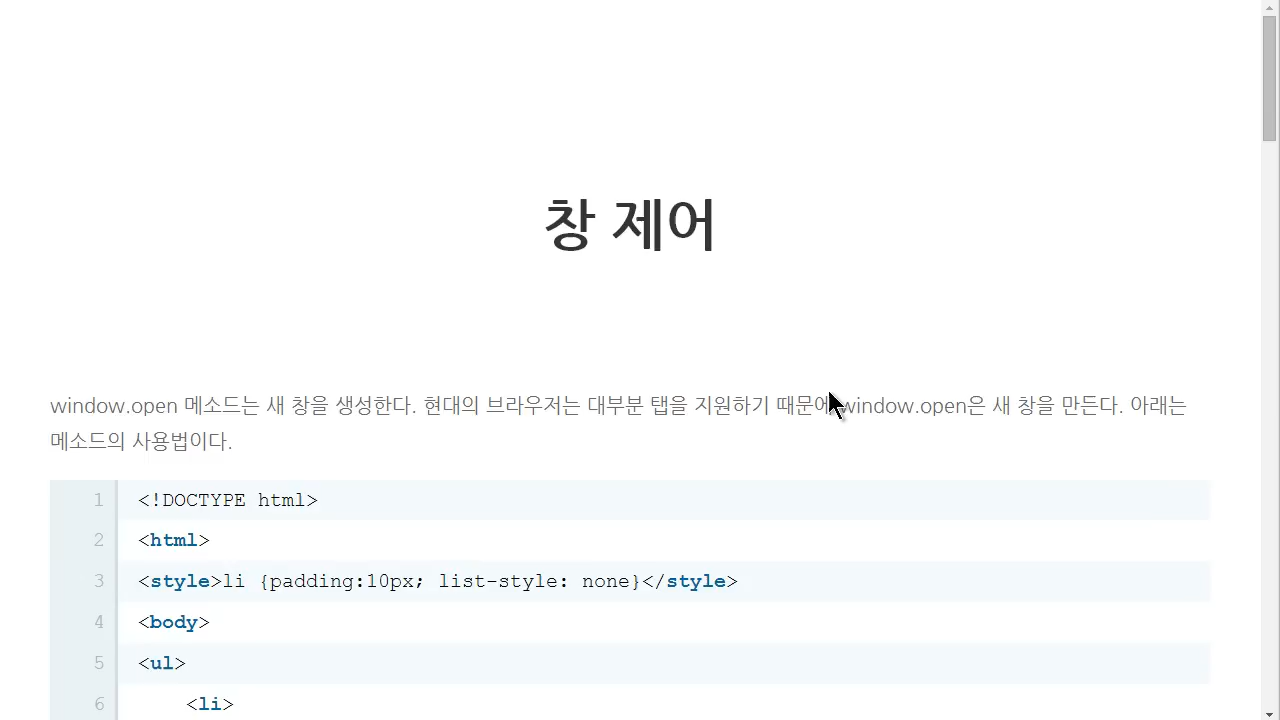 창 제어
window.open 메소드는 새 창을 생성한다. 현대의 브라우저는 대부분 탭을 지원하기 때문에 window.open은 새 창을 만든다. 아래는
메소드의 사용법이다.
1 <!DOCTYPE html>
2 <html>
3 <style>li {padding:10px; list-style: none}</style>
4 <body>
5 <ul>
6 <li>